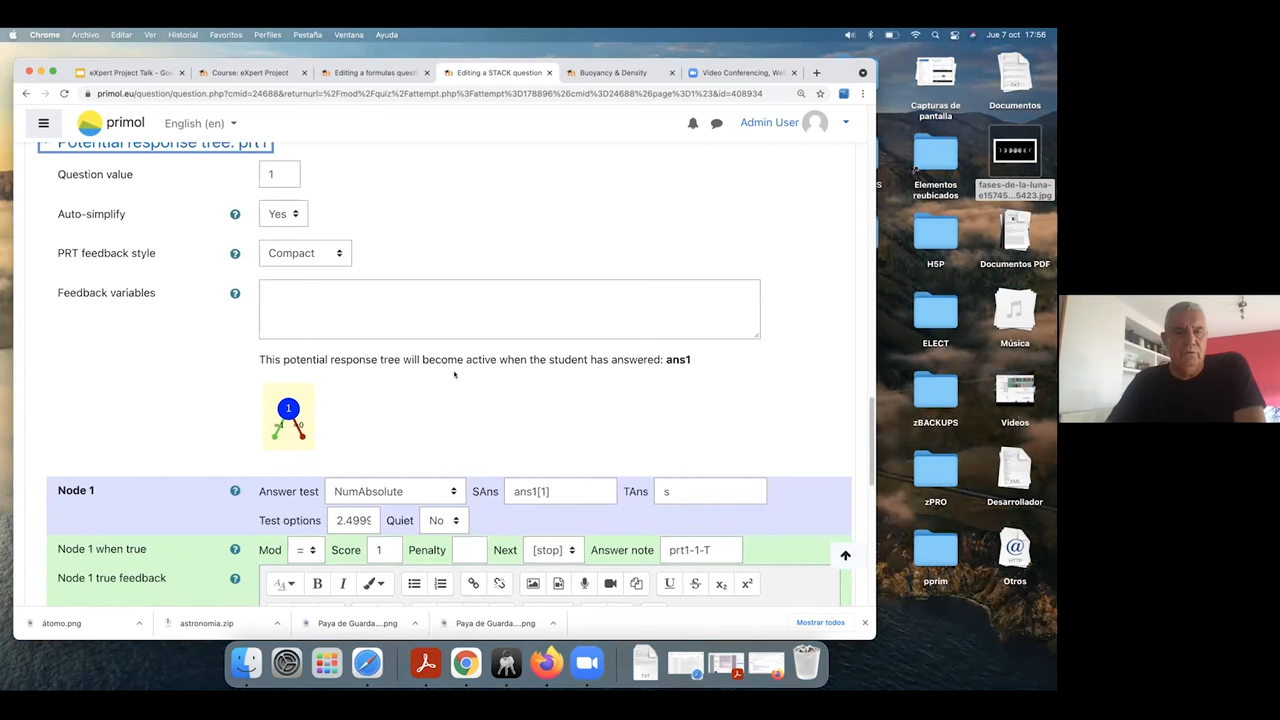 Chrome Archivo Editar Ver Historial Favoritos Perfiles Pestaña Ventana Ayuda Jue 7 oct 17:56
eXpert Project Talk - Go Course: eXpert Project Editing a formulas questi Editing a STACK question Buoyancy & Density Video Conferencing, We
primol.eu/question/question.php?cmid=24688&returnurl=%2Fmod%2Fquiz%2Fattempt.php%3Fattempt%3D178896%26cmid%3D24688%26page%3D1%23&id=408934
primol English (en) Admin User
Potential response tree: prt1
Question value 1
Auto-simplify Yes
PRT feedback style Compact
Feedback variables
This potential response tree will become active when the student has answered: ans1
1
Node 1 Answer test NumAbsolute SAns ans1[1] TAns s
Test options 2.4999 Quiet No
Node 1 when true Mod = Score 1 Penalty Next [stop] Answer note prt1-1-T
Node 1 true feedback A B I U S x₂ x²
átomo.png astronomia.zip Paya de Guarda....png Paya de Guarda....png Mostrar todos
Capturas de pantalla
Documentos
Elementos reubicados
fases-de-la-luna-e15745...5423.jpg
H5P
Documentos PDF
ELECT
Música
zBACKUPS
Videos
zPRO
Desarrollador
pprim
Otros